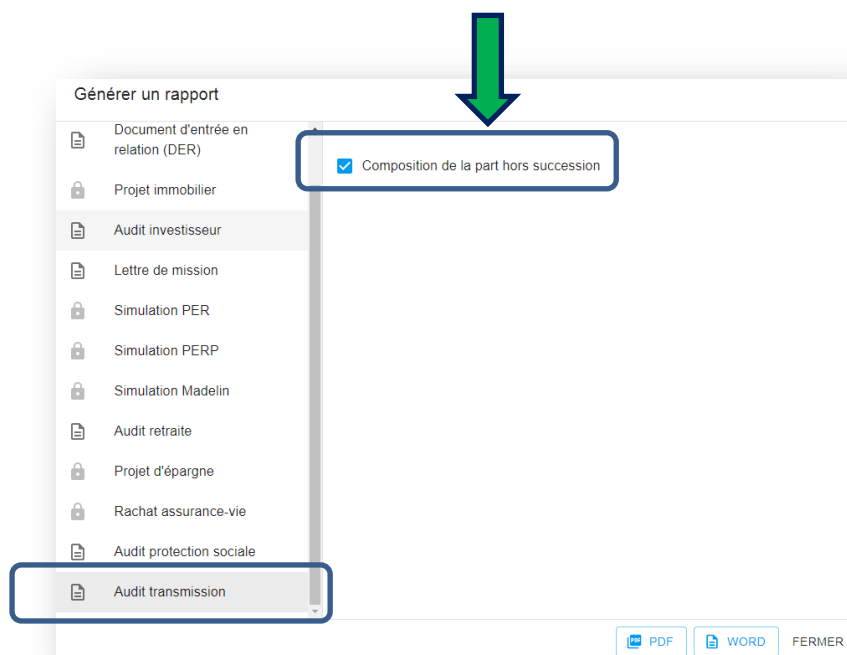 Générer un rapport
Document d'entrée en
relation (DER)
Projet immobilier
Audit investisseur
Lettre de mission
Simulation PER
Simulation PERP
Simulation Madelin
Audit retraite
Projet d'épargne
Rachat assurance-vie
Audit protection sociale
Audit transmission
Composition de la part hors succession
PDF PDF WORD FERMER